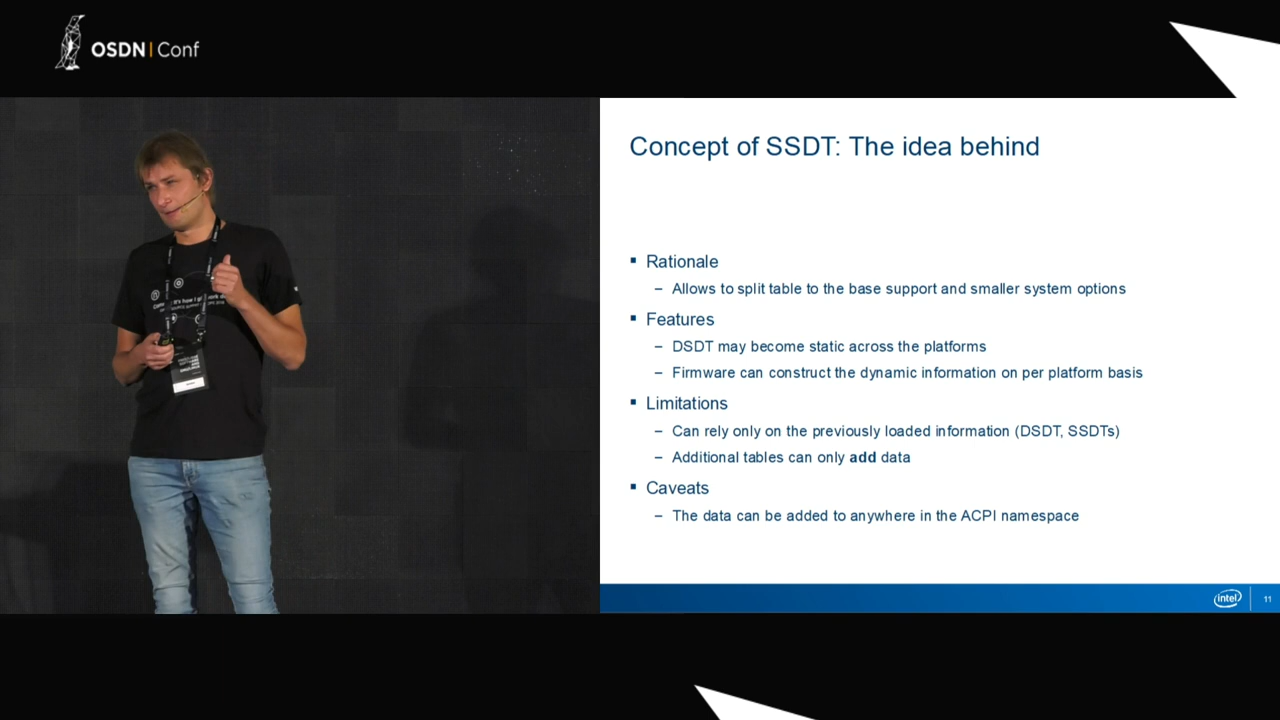 OSDN | Conf
Concept of SSDT: The idea behind
▪ Rationale
– Allows to split table to the base support and smaller system options
▪ Features
– DSDT may become static across the platforms
– Firmware can construct the dynamic information on per platform basis
▪ Limitations
– Can rely only on the previously loaded information (DSDT, SSDTs)
– Additional tables can only add data
▪ Caveats
– The data can be added to anywhere in the ACPI namespace
intel
11
it's how I